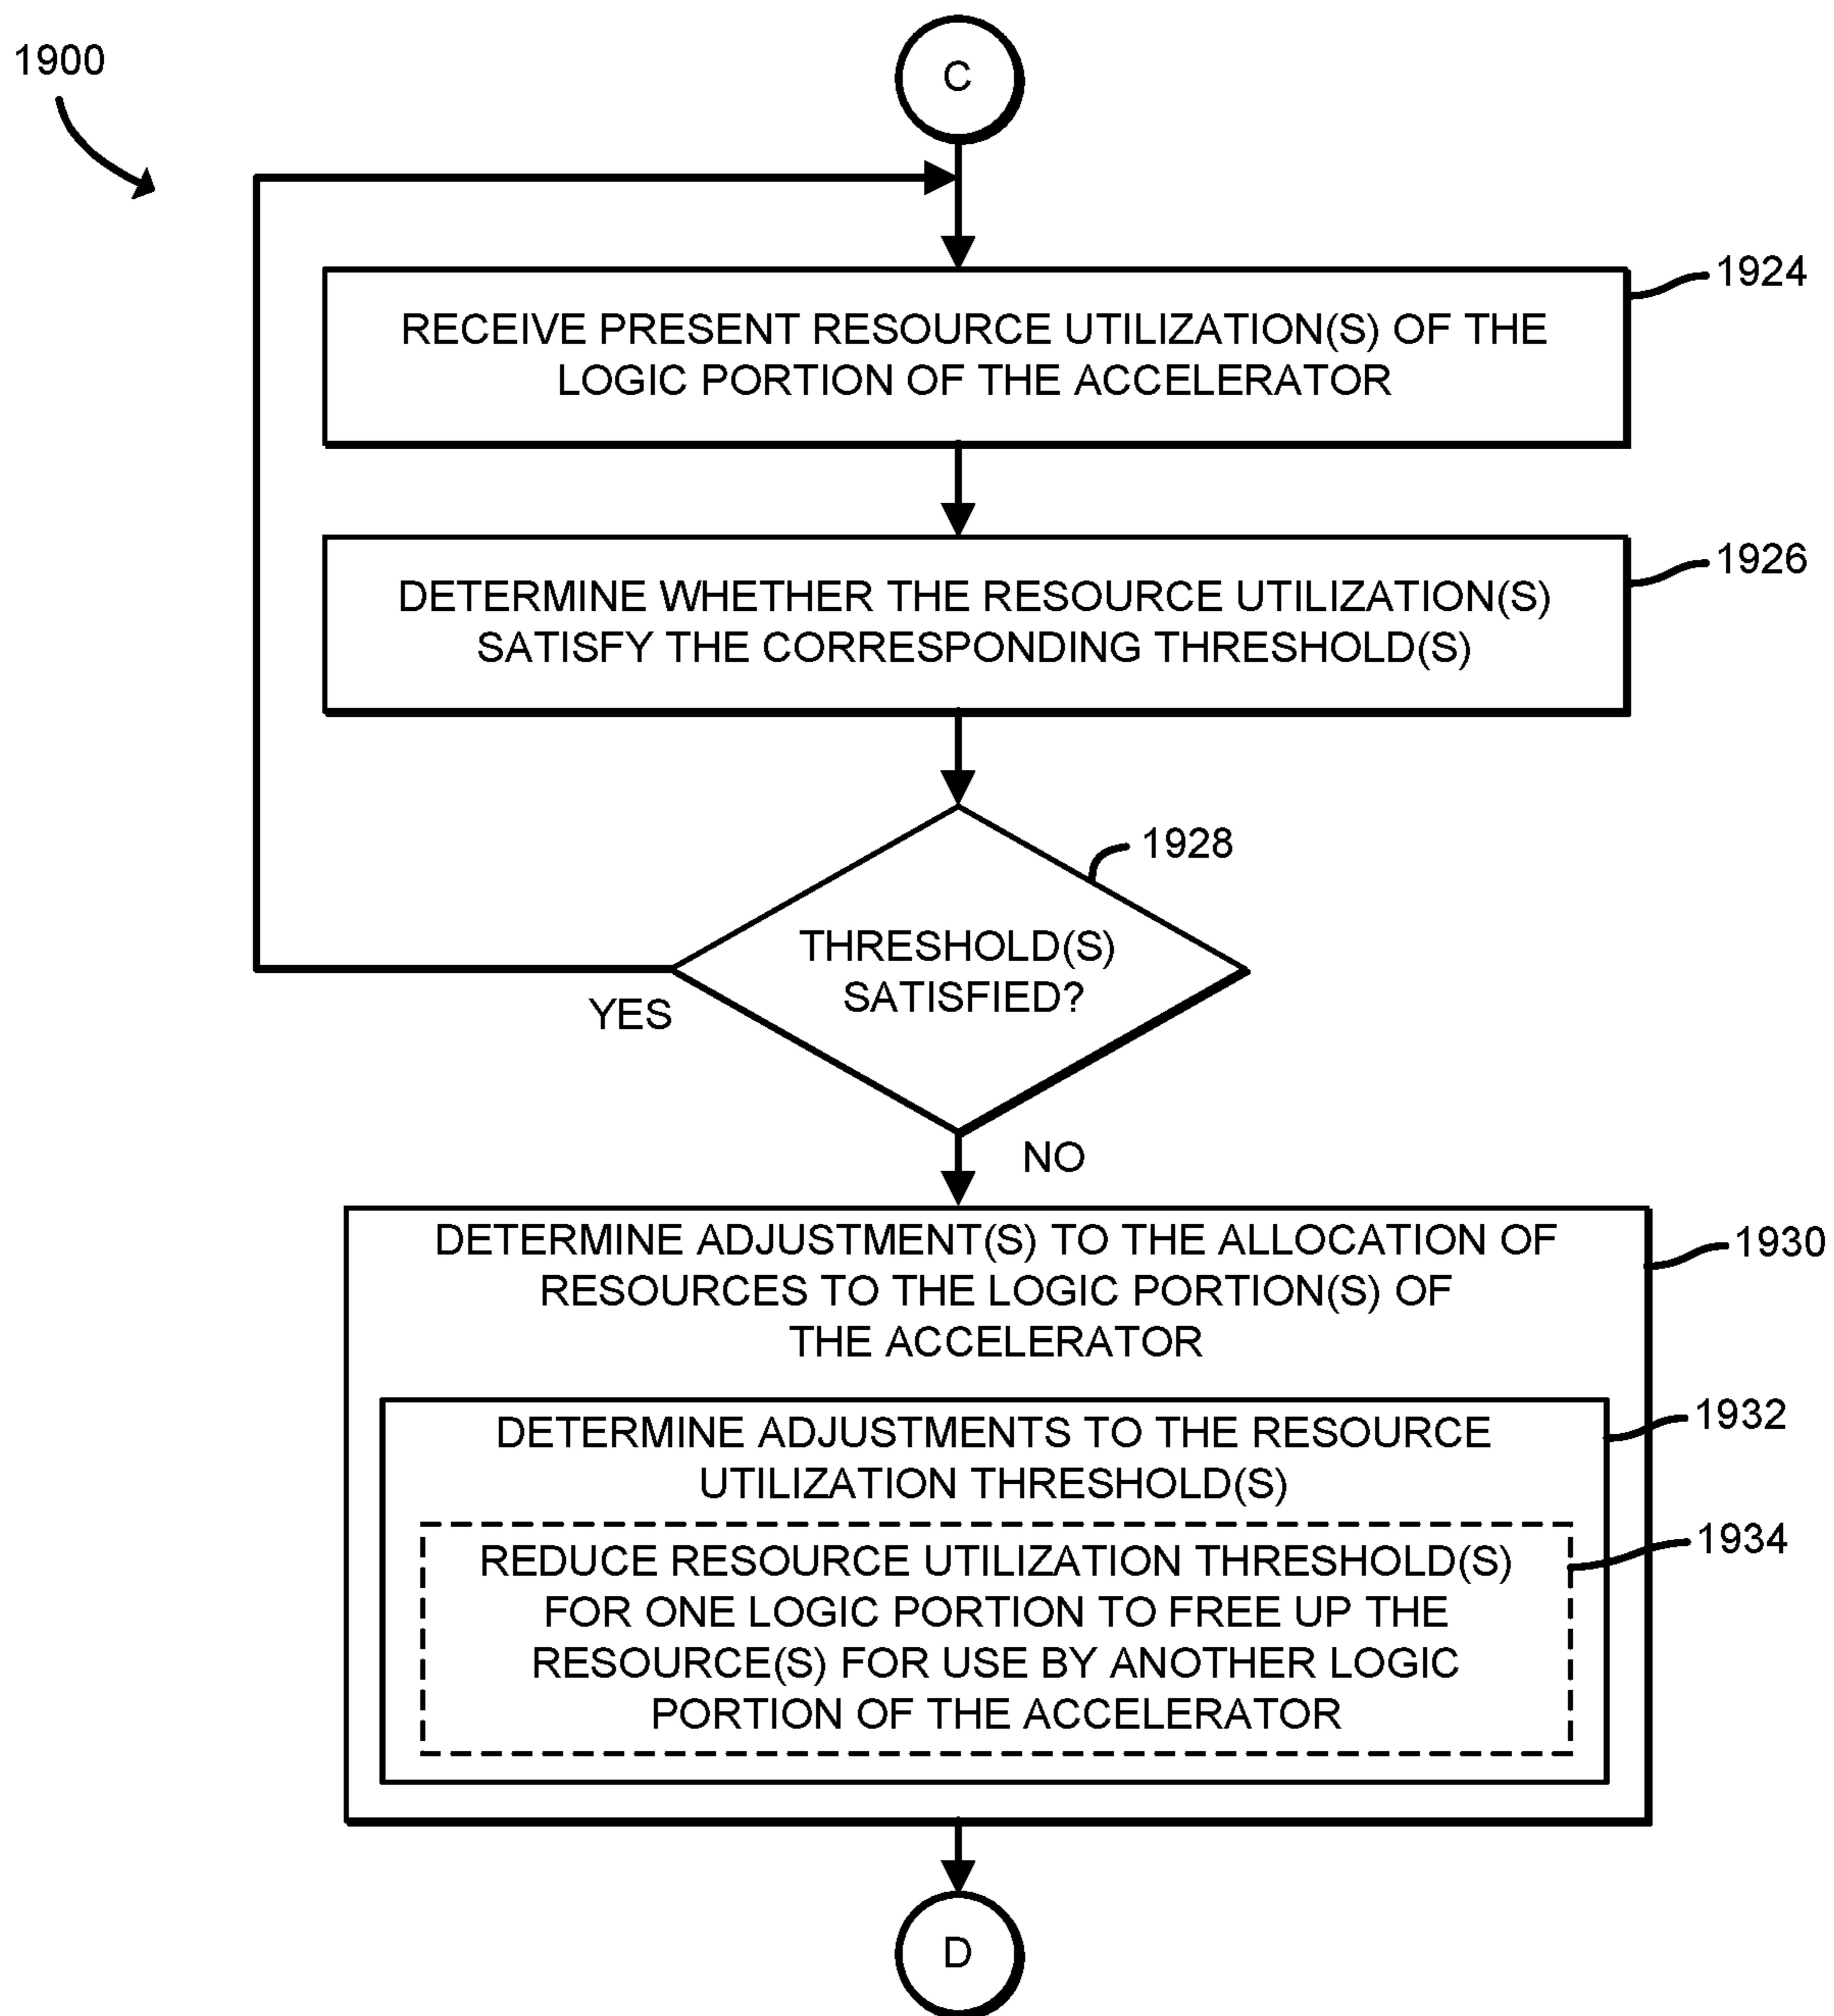 1900
C
RECEIVE PRESENT RESOURCE UTILIZATION(S) OF THE
LOGIC PORTION OF THE ACCELERATOR
1924
DETERMINE WHETHER THE RESOURCE UTILIZATION(S)
SATISFY THE CORRESPONDING THRESHOLD(S)
1926
1928
THRESHOLD(S)
SATISFIED?
YES
NO
DETERMINE ADJUSTMENT(S) TO THE ALLOCATION OF
RESOURCES TO THE LOGIC PORTION(S) OF
THE ACCELERATOR
1930
DETERMINE ADJUSTMENTS TO THE RESOURCE
UTILIZATION THRESHOLD(S)
1932
REDUCE RESOURCE UTILIZATION THRESHOLD(S)
FOR ONE LOGIC PORTION TO FREE UP THE
RESOURCE(S) FOR USE BY ANOTHER LOGIC
PORTION OF THE ACCELERATOR
1934
D